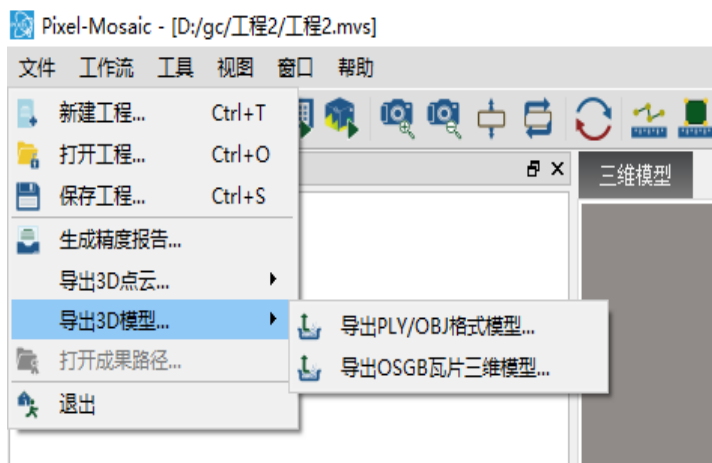 Pixel-Mosaic - [D:/gc/工程2/工程2.mvs]
文件 工作流 工具 视图 窗口 帮助
新建工程... Ctrl+T
打开工程... Ctrl+O
保存工程... Ctrl+S
三维模型
生成精度报告...
导出3D点云...
导出3D模型...
导出PLY/OBJ格式模型...
打开成果路径...
导出OSGB瓦片三维模型...
退出